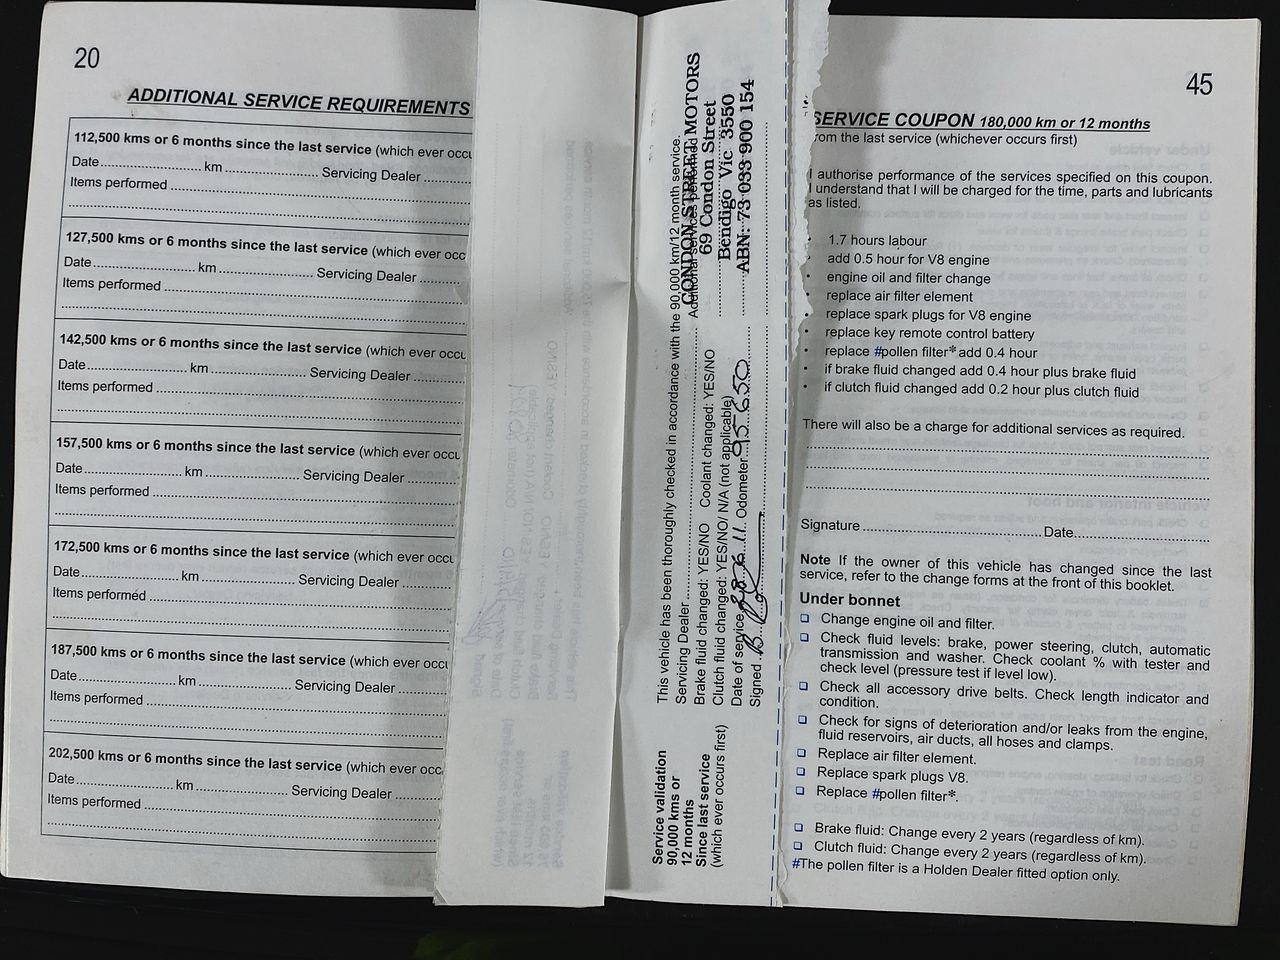 20
ADDITIONAL SERVICE REQUIREMENTS
112,500 kms or 6 months since the last service (which ever occu
Date.................... km.................... Servicing Dealer ..........
Items performed ....................
127,500 kms or 6 months since the last service (which ever occ
Date.................... km.................... Servicing Dealer ..........
Items performed ....................
142,500 kms or 6 months since the last service (which ever occu
Date.................... km.................... Servicing Dealer ..........
Items performed ....................
157,500 kms or 6 months since the last service (which ever occu
Date.................... km.................... Servicing Dealer ..........
Items performed ....................
172,500 kms or 6 months since the last service (which ever occu
Date.................... km.................... Servicing Dealer ..........
Items performed ....................
187,500 kms or 6 months since the last service (which ever occu
Date.................... km.................... Servicing Dealer ..........
Items performed ....................
202,500 kms or 6 months since the last service (which ever occ
Date.................... km.................... Servicing Dealer ..........
Items performed ....................
Service validation
90,000 kms or
12 months
Since last service
(which ever occurs first)
This vehicle has been thoroughly checked in accordance with the 90,000 km/12 month service.
Servicing Dealer .................... Additional services performed
Brake fluid changed: YES/NO Coolant changed: YES/NO
Clutch fluid changed: YES/NO/ N/A (not applicable)
Date of service 11 Odometer 95650
Signed
LONDON STREET MOTORS
69 Condon Street
Bendigo Vic 3550
ABN: 73 033 900 154
45
SERVICE COUPON 180,000 km or 12 months
from the last service (whichever occurs first)
I authorise performance of the services specified on this coupon.
I understand that I will be charged for the time, parts and lubricants
as listed.
• 1.7 hours labour
• add 0.5 hour for V8 engine
• engine oil and filter change
• replace air filter element
• replace spark plugs for V8 engine
• replace key remote control battery
• replace #pollen filter* add 0.4 hour
• if brake fluid changed add 0.4 hour plus brake fluid
• if clutch fluid changed add 0.2 hour plus clutch fluid
There will also be a charge for additional services as required.
Signature .................... Date....................
Note If the owner of this vehicle has changed since the last
service, refer to the change forms at the front of this booklet.
Under bonnet
❑ Change engine oil and filter.
❑ Check fluid levels: brake, power steering, clutch, automatic
transmission and washer. Check coolant % with tester and
check level (pressure test if level low).
❑ Check all accessory drive belts. Check length indicator and
condition.
❑ Check for signs of deterioration and/or leaks from the engine,
fluid reservoirs, air ducts, all hoses and clamps.
❑ Replace air filter element.
❑ Replace spark plugs V8.
❑ Replace #pollen filter*.
❑ Brake fluid: Change every 2 years (regardless of km).
❑ Clutch fluid: Change every 2 years (regardless of km).
#The pollen filter is a Holden Dealer fitted option only.